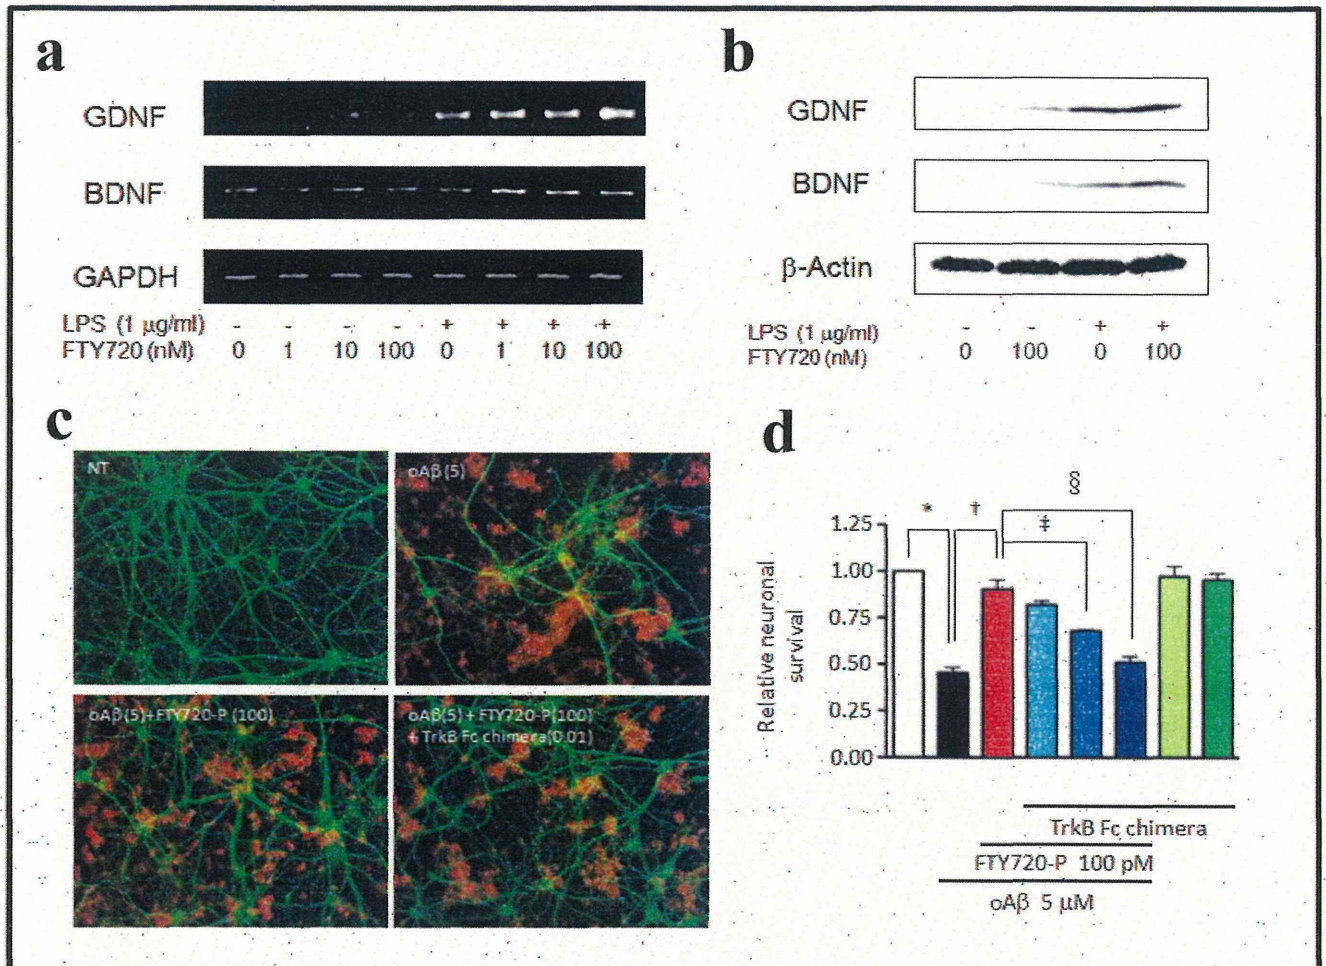 a
GDNF
BDNF
GAPDH
LPS (1 μg/ml) - - - - + + + +
FTY720 (nM) 0 1 10 100 0 1 10 100
b
GDNF
BDNF
β-Actin
LPS (1 μg/ml) - - + +
FTY720 (nM) 0 100 0 100
c
NT
oAβ(5)
oAβ(5)+FTY720-P (100)
oAβ(5) + FTY720-P(100)
+ TrkB Fc chimera(0.01)
d
§
* † ‡
1.25
1.00
0.75
0.50
0.25
0.00
Relative neuronal
survival
TrkB Fc chimera
FTY720-P 100 pM
oAβ 5 μM